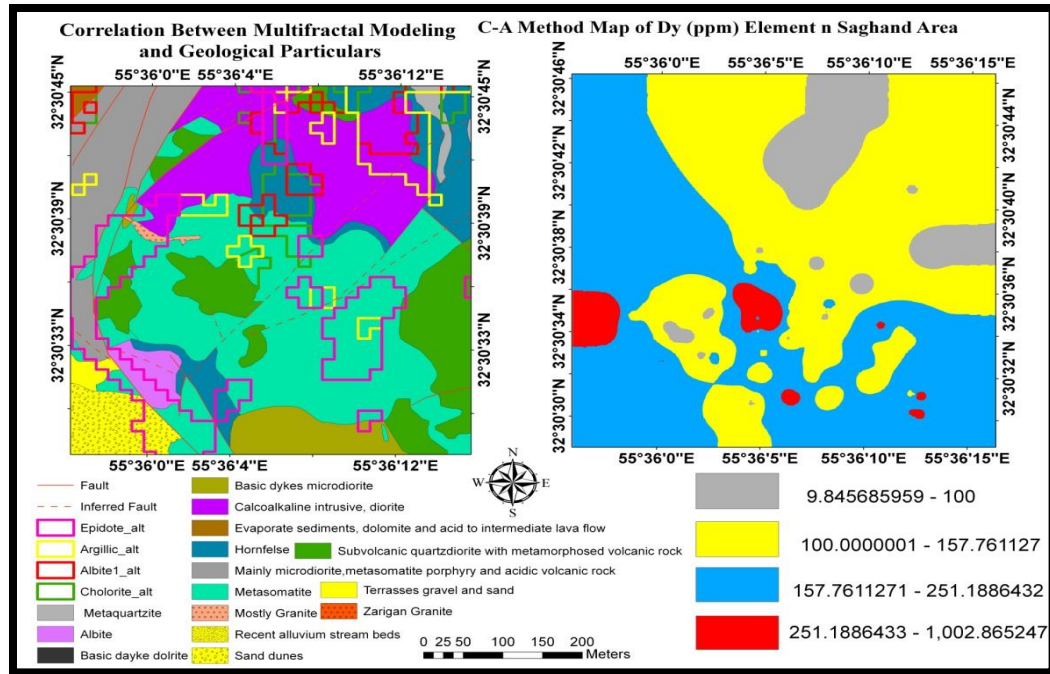 Correlation Between Multifractal Modeling
and Geological Particulars
55°36'0"E 55°36'4"E 55°36'12"E
32°30'45"N
32°30'39"N
32°30'33"N
32°30'45"N
32°30'39"N
32°30'33"N
55°36'0"E 55°36'4"E 55°36'12"E
C-A Method Map of Dy (ppm) Element n Saghand Area
55°36'0"E 55°36'5"E 55°36'10"E 55°36'15"E
32°30'46"N
32°30'42"N
32°30'38"N
32°30'34"N
32°30'30"N
32°30'44"N
32°30'40"N
32°30'36"N
32°30'32"N
55°36'0"E 55°36'5"E 55°36'10"E 55°36'15"E
N
W E
S
Fault
Inferred Fault
Epidote_alt
Argillic_alt
Albite1_alt
Cholorite_alt
Metaquartzite
Albite
Basic dayke dolrite
Basic dykes microdiorite
Calcoalkaline intrusive, diorite
Evaporate sediments, dolomite and acid to intermediate lava flow
Hornfelse
Subvolcanic quartzdiorite with metamorphosed volcanic rock
Mainly microdiorite,metasomatite porphyry and acidic volcanic rock
Metasomatite
Terrasses gravel and sand
Mostly Granite
Zarigan Granite
Recent alluvium stream beds
Sand dunes
0 25 50 100 150 200
Meters
9.845685959 - 100
100.0000001 - 157.761127
157.7611271 - 251.1886432
251.1886433 - 1,002.865247